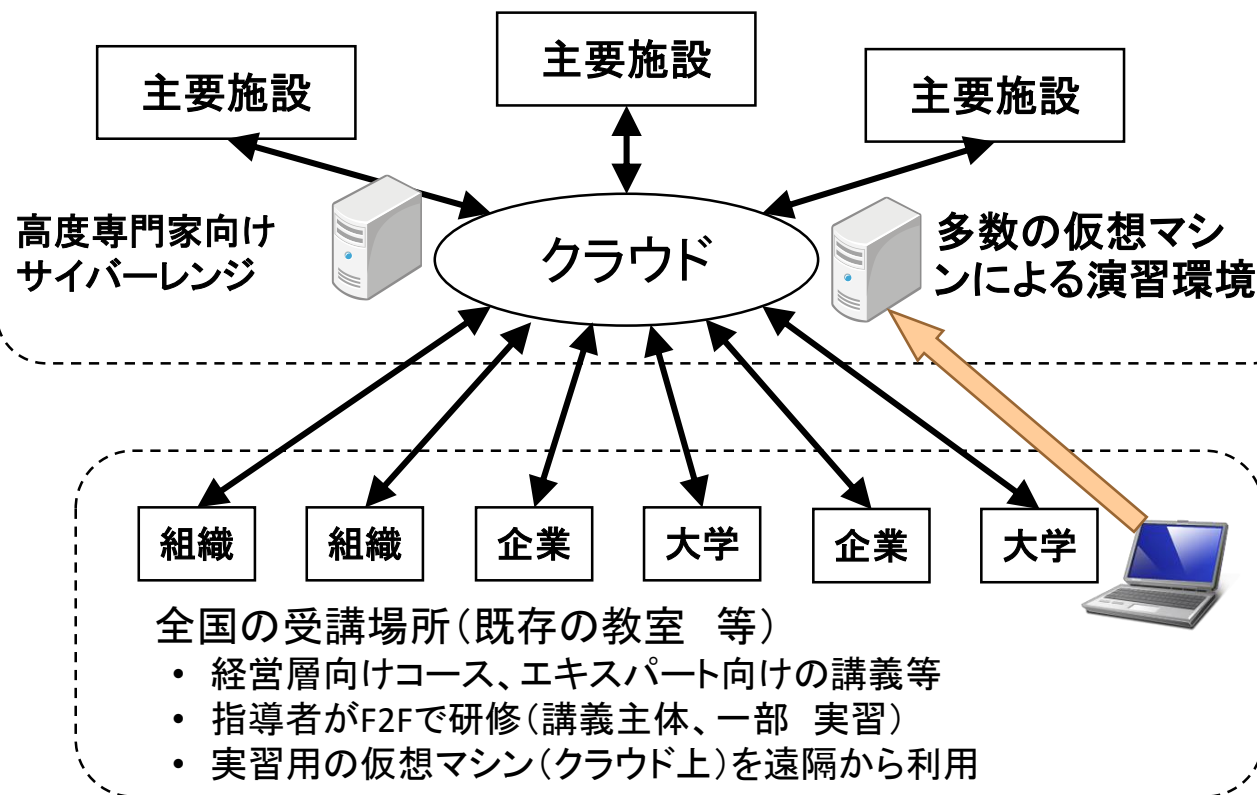 主要施設
主要施設
主要施設
高度専門家向け
サイバーレンジ
クラウド
多数の仮想マシ
ンによる演習環境
組織
組織
企業
大学
企業
大学
全国の受講場所（既存の教室　等）
• 経営層向けコース、エキスパート向けの講義等
• 指導者がF2Fで研修（講義主体、一部　実習）
• 実習用の仮想マシン（クラウド上）を遠隔から利用